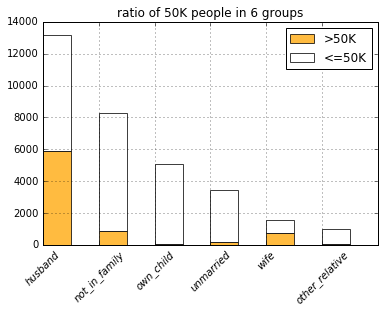 ratio of 50K people in 6 groups
>50K
<=50K
14000
12000
10000
8000
6000
4000
2000
0
husband
not_in_family
own_child
unmarried
wife
other_relative